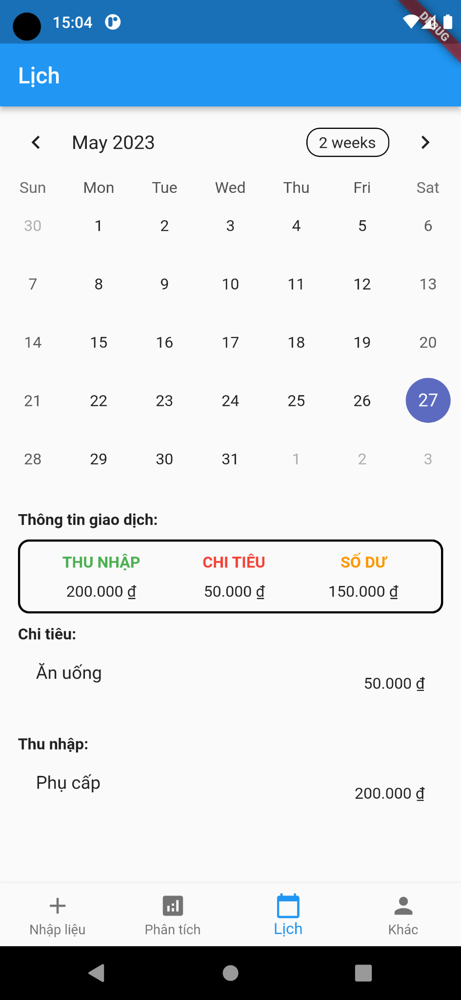 15:04
DEBUG
Lịch
May 2023 2 weeks
Sun Mon Tue Wed Thu Fri Sat
30 1 2 3 4 5 6
7 8 9 10 11 12 13
14 15 16 17 18 19 20
21 22 23 24 25 26 27
28 29 30 31 1 2 3
Thông tin giao dịch:
THU NHẬP CHI TIÊU SỐ DƯ
200.000 ₫ 50.000 ₫ 150.000 ₫
Chi tiêu:
Ăn uống
50.000 ₫
Thu nhập:
Phụ cấp
200.000 ₫
Nhập liệu Phân tích Lịch Khác